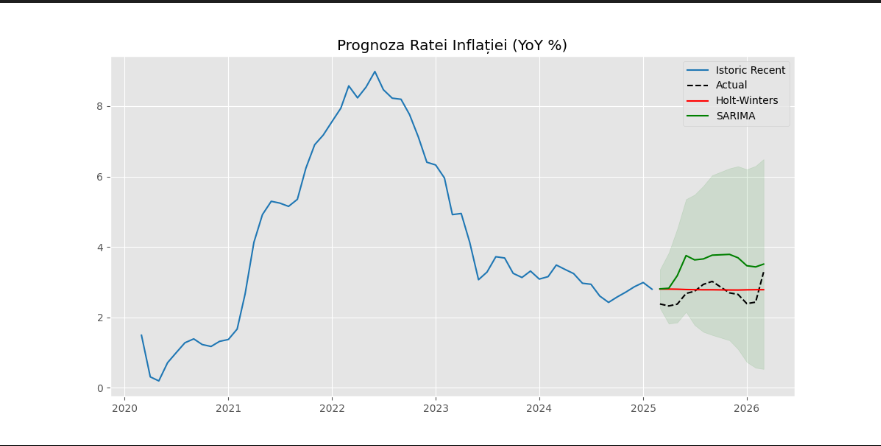 Prognoza Ratei Inflației (YoY %)
Istoric Recent
Actual
Holt-Winters
SARIMA
8
6
4
2
0
2020 2021 2022 2023 2024 2025 2026